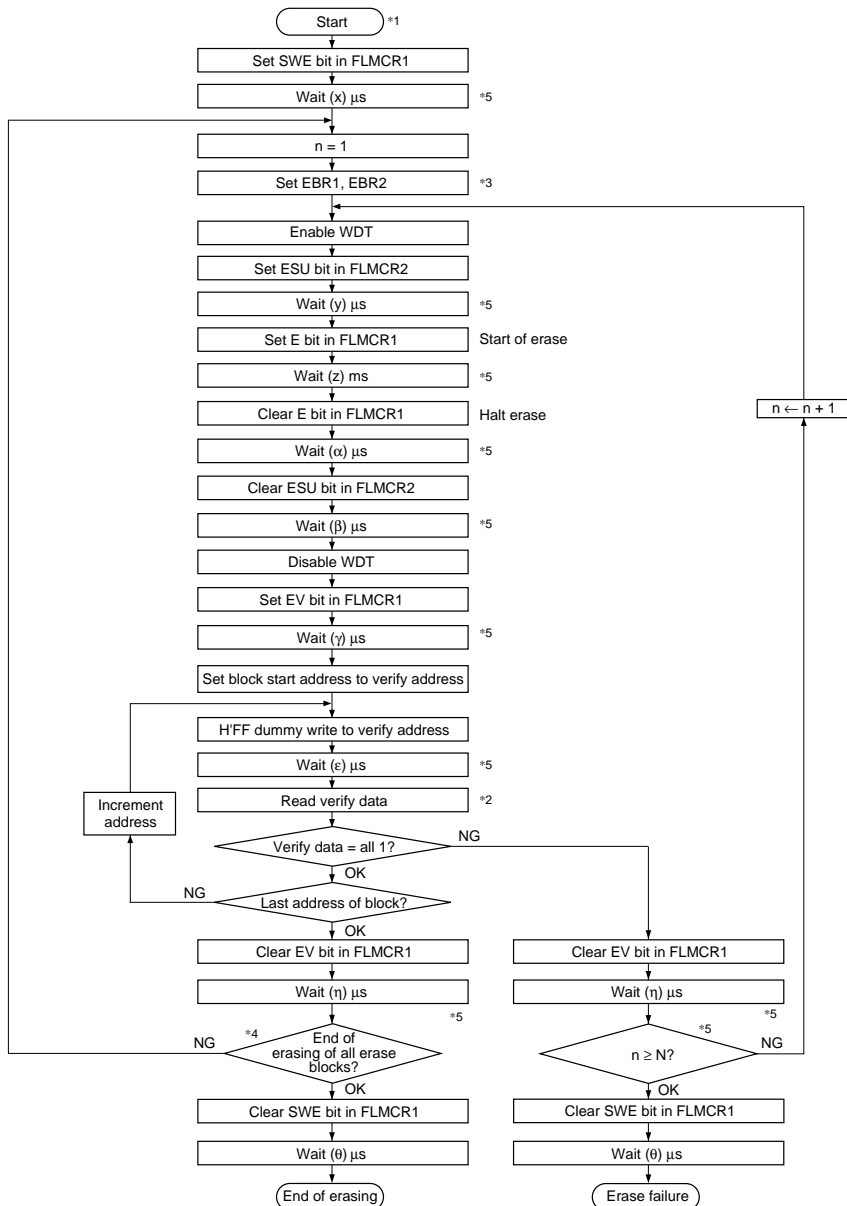 Start *1
Set SWE bit in FLMCR1
Wait (x) μs *5
n = 1
Set EBR1, EBR2 *3
Enable WDT
Set ESU bit in FLMCR2
Wait (y) μs *5
Set E bit in FLMCR1 Start of erase
Wait (z) ms *5
Clear E bit in FLMCR1 Halt erase
n ← n + 1
Wait (α) μs *5
Clear ESU bit in FLMCR2
Wait (β) μs *5
Disable WDT
Set EV bit in FLMCR1
Wait (γ) μs *5
Set block start address to verify address
H'FF dummy write to verify address
Wait (ε) μs *5
Increment
address
Read verify data *2
Verify data = all 1? NG
OK
NG Last address of block?
OK
Clear EV bit in FLMCR1
Wait (η) μs
*5
NG *4
End of
erasing of all erase
blocks?
OK
Clear SWE bit in FLMCR1
Wait (θ) μs
End of erasing
Clear EV bit in FLMCR1
Wait (η) μs
*5
*5
n ≥ N? NG
OK
Clear SWE bit in FLMCR1
Wait (θ) μs
Erase failure